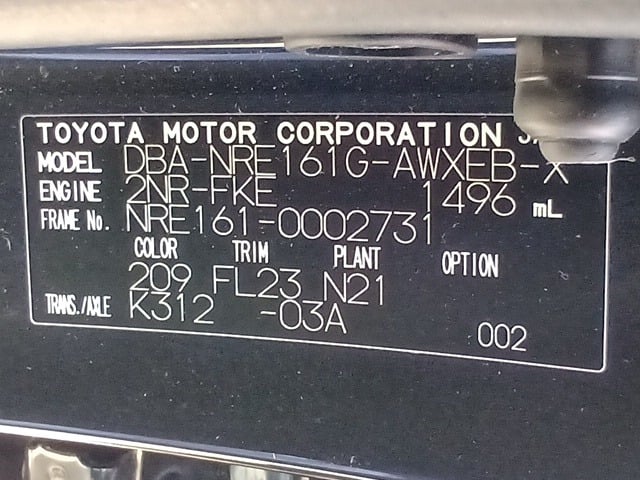 TOYOTA MOTOR CORPORATION
MODEL DBA-NRE161G-AWXEB-X
ENGINE 2NR-FKE 1496 mL
FRAME No. NRE161-0002731
COLOR TRIM PLANT OPTION
209 FL23 N21
TRANS./AXLE K312 -03A
002